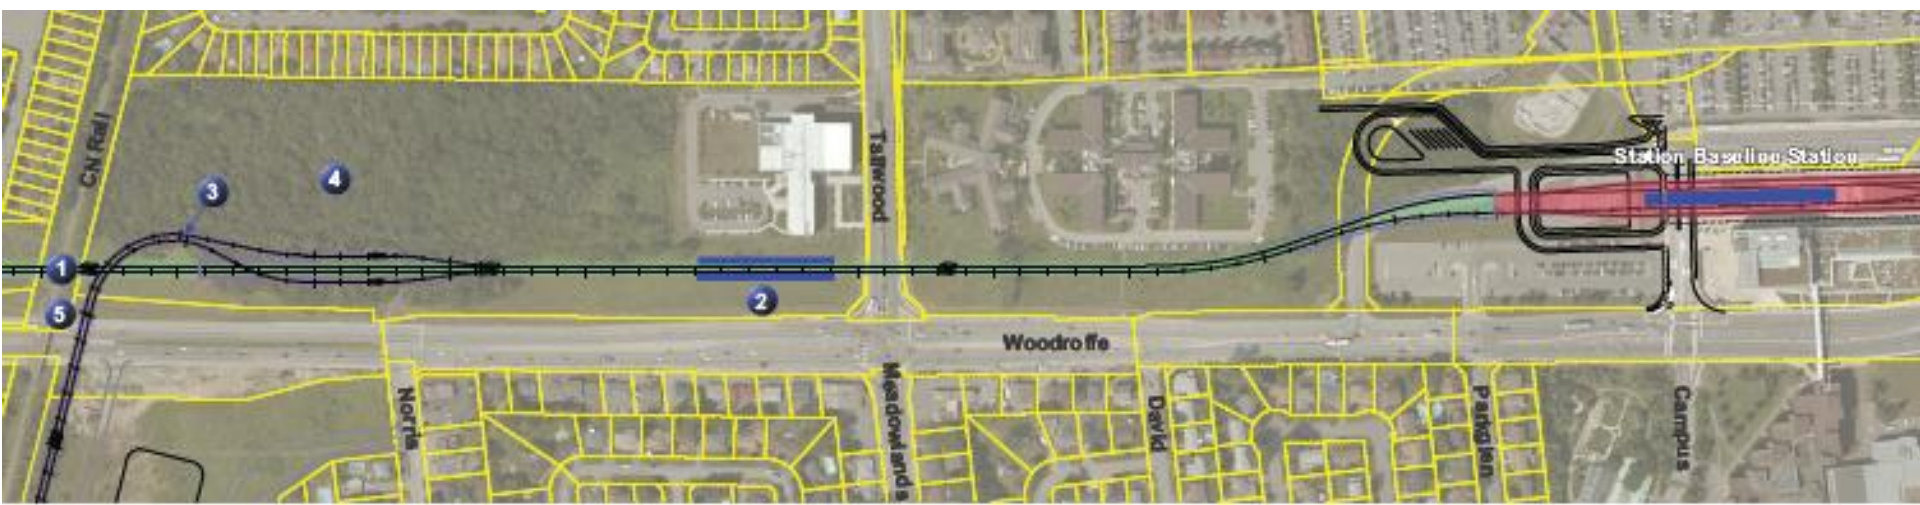 CN Rail
3
4
Tallwood
Station Baseline Station
1
2
5
Woodroffe
Norris
Meadowlands
David
Parkglen
Campus